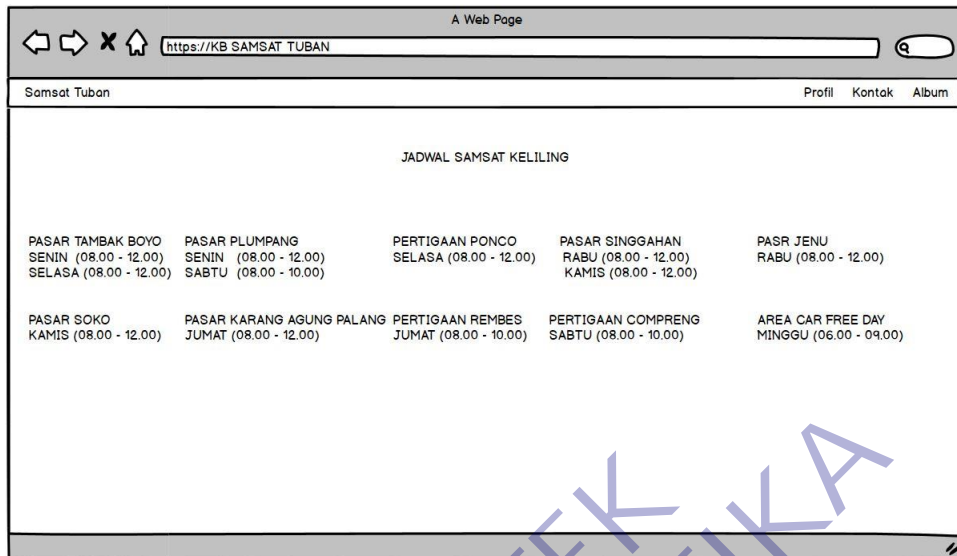 A Web Page
https://KB SAMSAT TUBAN
Samsat Tuban Profil Kontak Album
JADWAL SAMSAT KELILING
PASAR TAMBAK BOYO
SENIN (08.00 - 12.00)
SELASA (08.00 - 12.00)
PASAR PLUMPANG
SENIN (08.00 - 12.00)
SABTU (08.00 - 10.00)
PERTIGAAN PONCO
SELASA (08.00 - 12.00)
PASAR SINGGAHAN
RABU (08.00 - 12.00)
KAMIS (08.00 - 12.00)
PASR JENU
RABU (08.00 - 12.00)
PASAR SOKO
KAMIS (08.00 - 12.00)
PASAR KARANG AGUNG PALANG
JUMAT (08.00 - 12.00)
PERTIGAAN REMBES
JUMAT (08.00 - 10.00)
PERTIGAAN COMPRENG
SABTU (08.00 - 10.00)
AREA CAR FREE DAY
MINGGU (06.00 - 09.00)